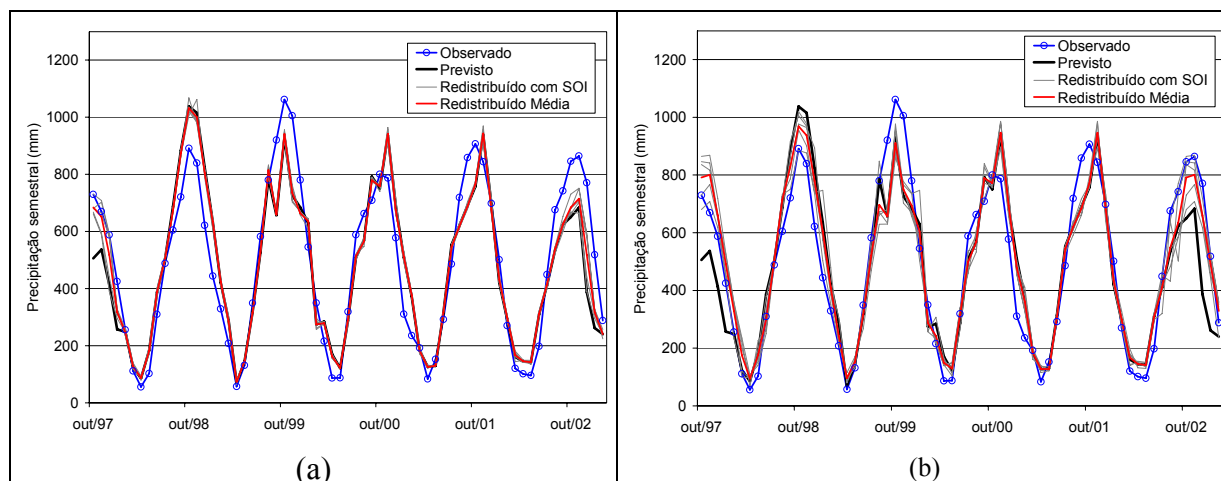 1200
1000
800
600
400
200
0
Precipitação semestral (mm)
Observado
Previsto
Redistribuído com SOI
Redistribuído Média
out/97
out/98
out/99
out/00
out/01
out/02
(a)
1200
1000
800
600
400
200
0
Precipitação semestral (mm)
Observado
Previsto
Redistribuído com SOI
Redistribuído Média
out/97
out/98
out/99
out/00
out/01
out/02
(b)